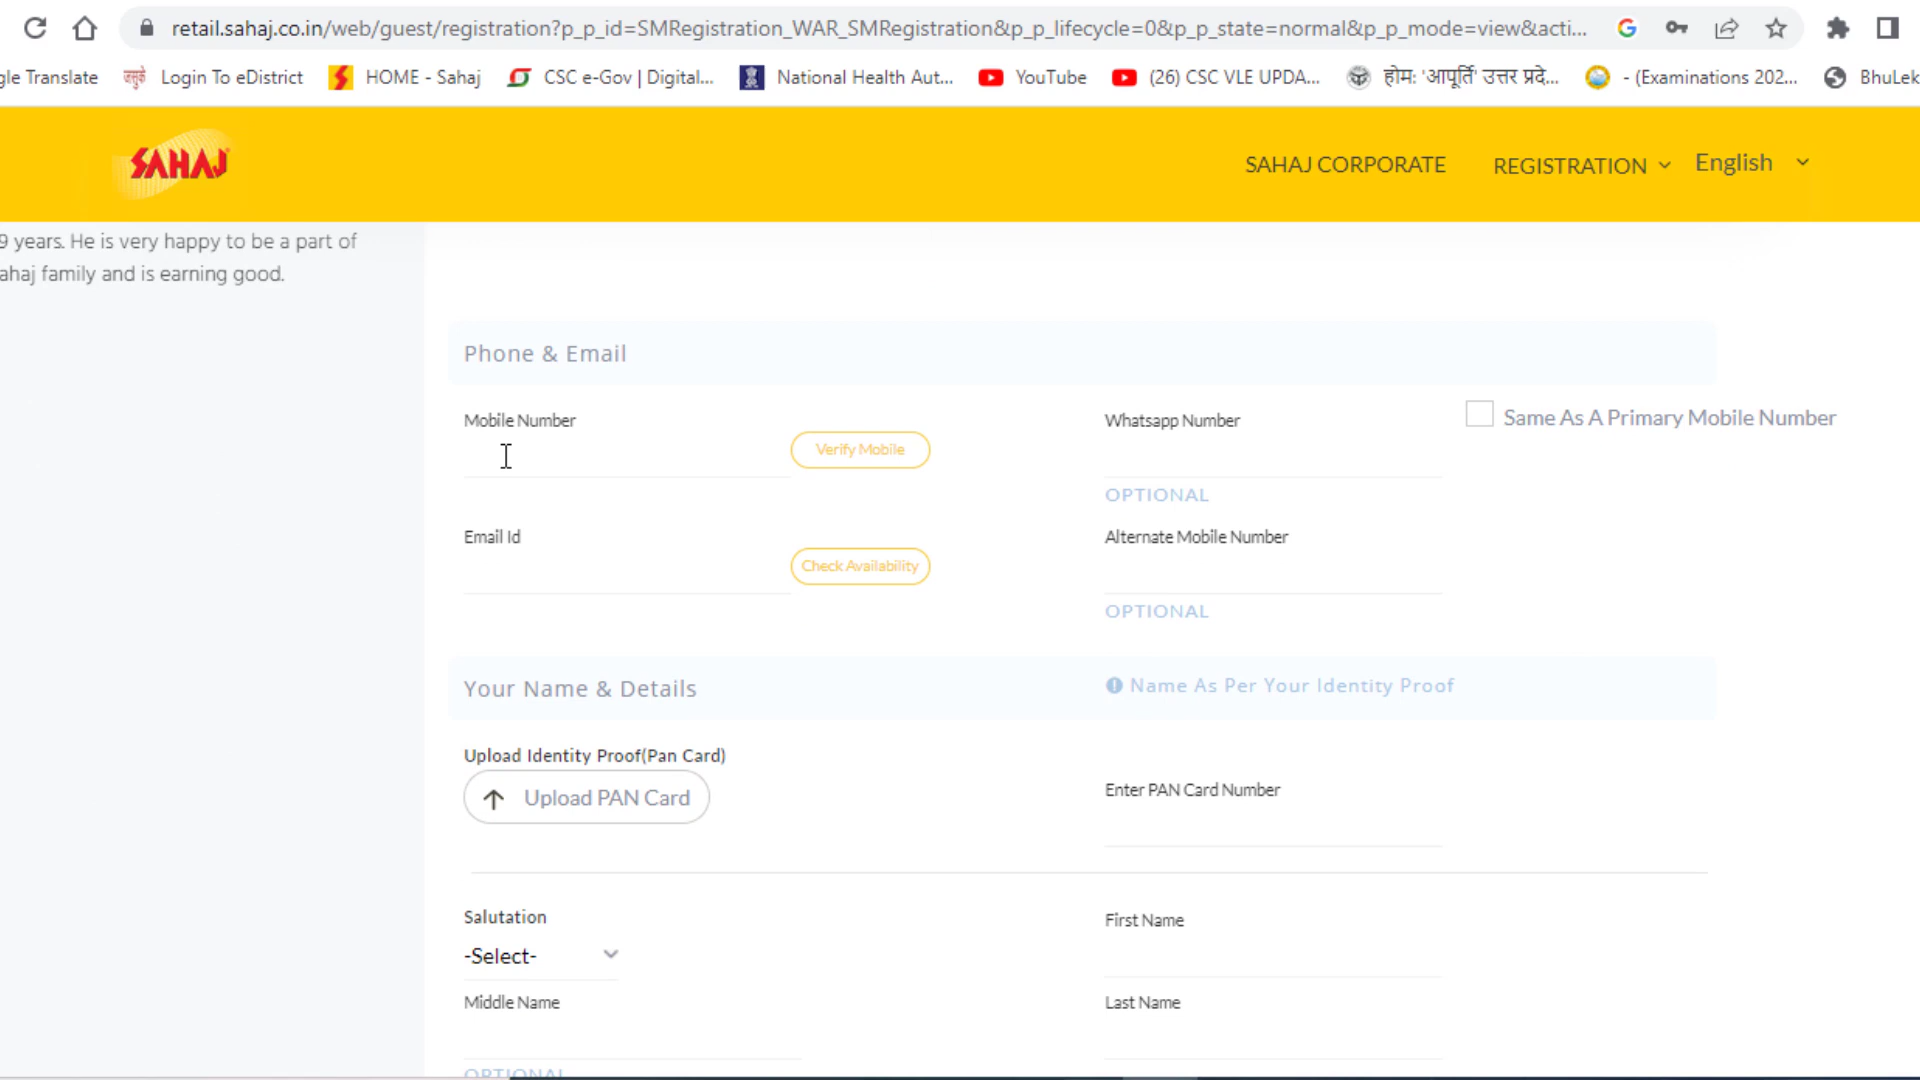 retail.sahaj.co.in/web/guest/registration?p_p_id=SMRegistration_WAR_SMRegistration&p_p_lifecycle=0&p_p_state=normal&p_p_mode=view&acti...
gle Translate
Login To eDistrict
HOME - Sahaj
CSC e-Gov | Digital...
National Health Aut...
YouTube
(26) CSC VLE UPDA...
होम: 'आपूर्ति' उत्तर प्रदे...
- (Examinations 202...
BhuLek
SAHAJ
SAHAJ CORPORATE
REGISTRATION
English
9 years. He is very happy to be a part of
ahaj family and is earning good.
Phone & Email
Mobile Number
Verify Mobile
Whatsapp Number
Same As A Primary Mobile Number
OPTIONAL
Email Id
Check Availability
Alternate Mobile Number
OPTIONAL
Your Name & Details
Name As Per Your Identity Proof
Upload Identity Proof(Pan Card)
Upload PAN Card
Enter PAN Card Number
Salutation
-Select-
First Name
Middle Name
Last Name
OPTIONAL